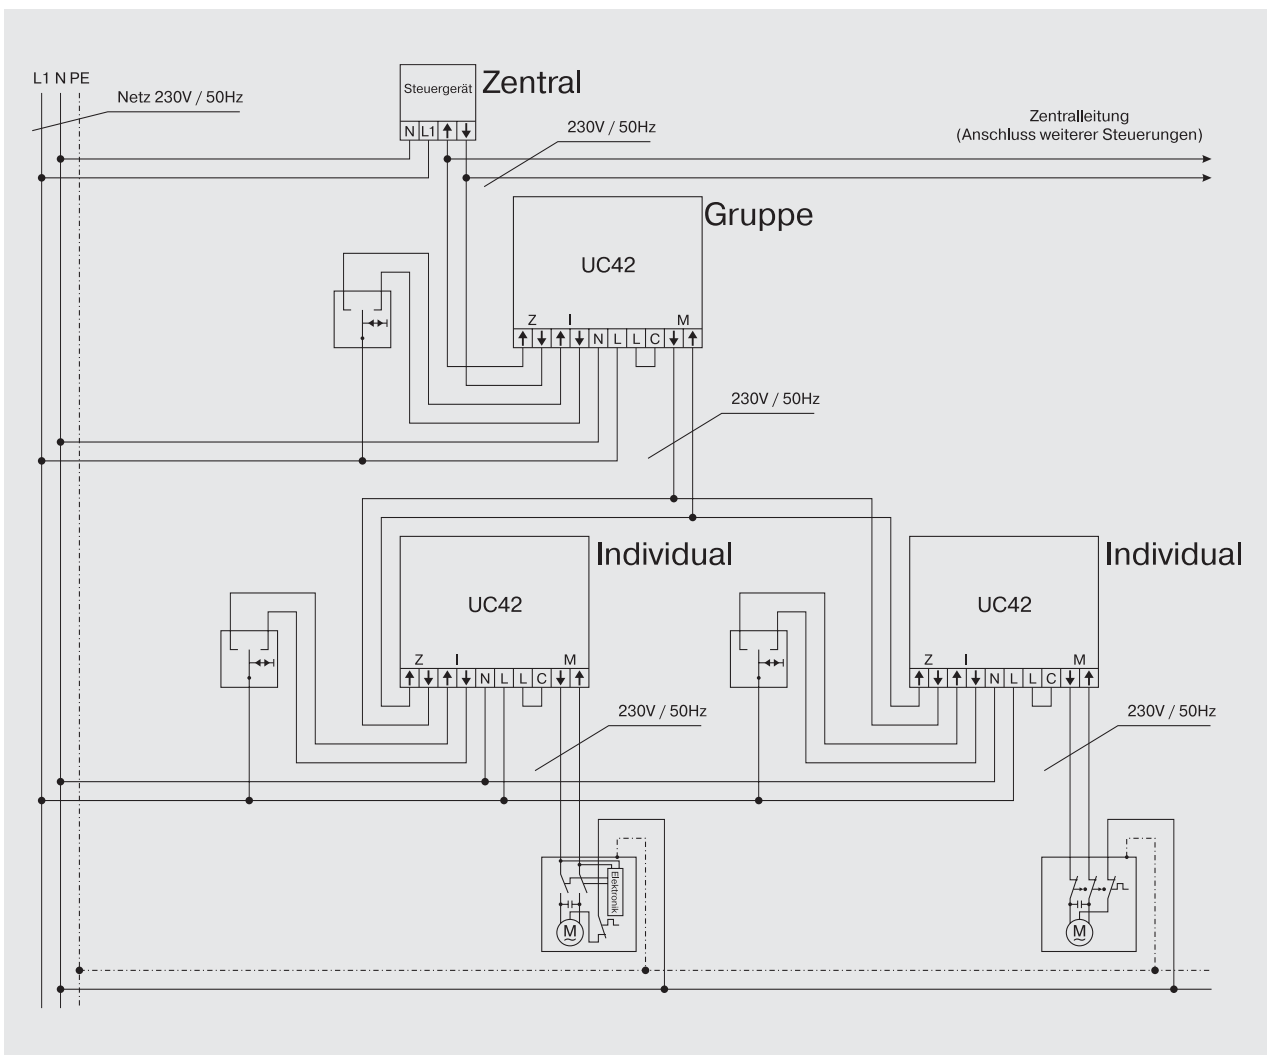 L1 N PE
Netz 230V / 50Hz
Steuergerät
Zentral
N L1 ↑ ↓
230V / 50Hz
Zentralleitung
(Anschluss weiterer Steuerungen)
Gruppe
UC42
Z I M
↑ ↓ ↑ ↓ N L L C ↓ ↑
230V / 50Hz
Individual
UC42
Z I M
↑ ↓ ↑ ↓ N L L C ↓ ↑
230V / 50Hz
Individual
UC42
Z I M
↑ ↓ ↑ ↓ N L L C ↓ ↑
230V / 50Hz
Elektronik
M
~
M
~